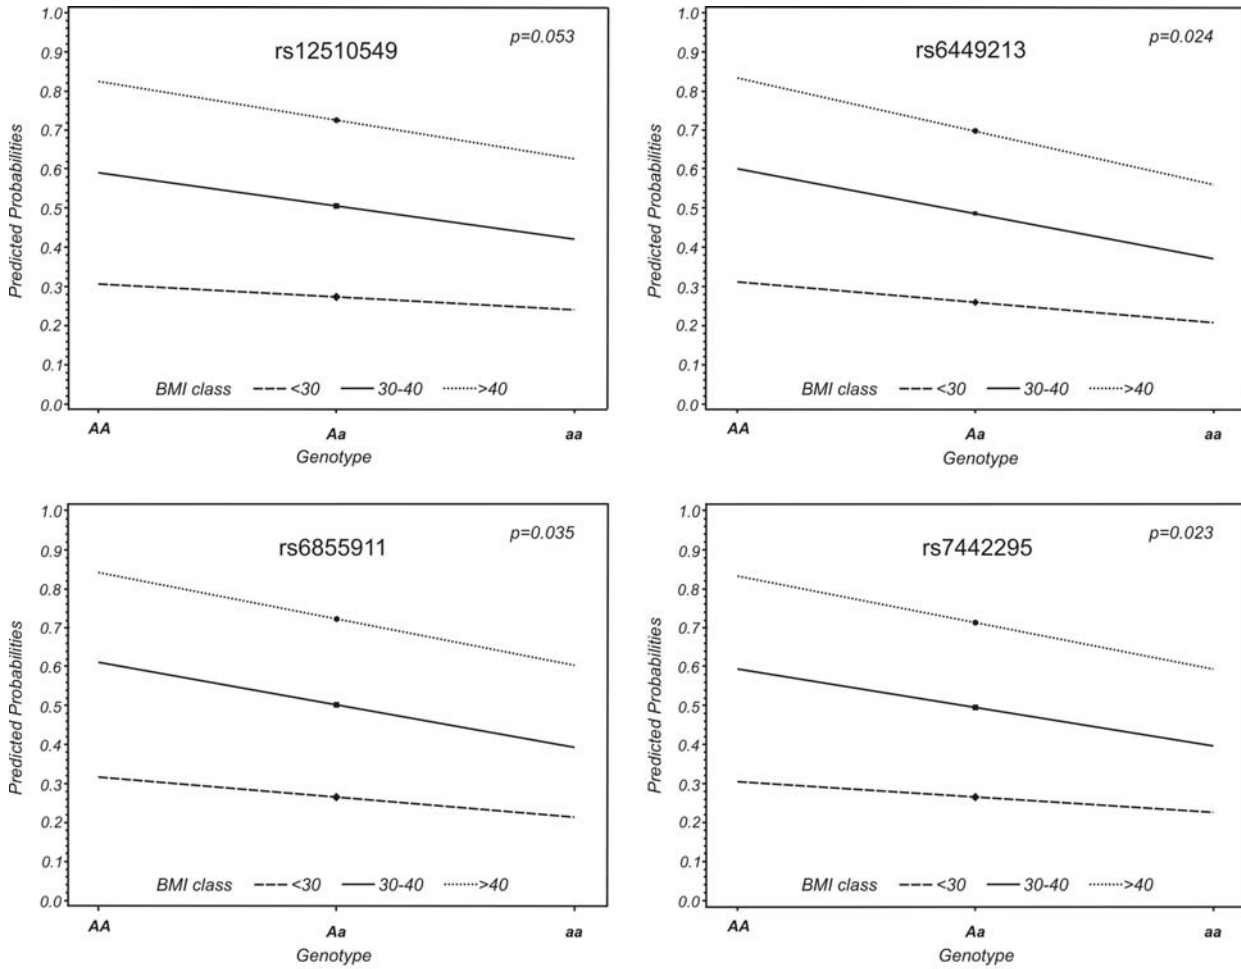 rs12510549
p=0.053
Predicted Probabilities
1.0
0.9
0.8
0.7
0.6
0.5
0.4
0.3
0.2
0.1
0.0
BMI class <30 30-40 >40
AA Aa aa
Genotype
rs6449213
p=0.024
Predicted Probabilities
1.0
0.9
0.8
0.7
0.6
0.5
0.4
0.3
0.2
0.1
0.0
BMI class <30 30-40 >40
AA Aa aa
Genotype
rs6855911
p=0.035
Predicted Probabilities
1.0
0.9
0.8
0.7
0.6
0.5
0.4
0.3
0.2
0.1
0.0
BMI class <30 30-40 >40
AA Aa aa
Genotype
rs7442295
p=0.023
Predicted Probabilities
1.0
0.9
0.8
0.7
0.6
0.5
0.4
0.3
0.2
0.1
0.0
BMI class <30 30-40 >40
AA Aa aa
Genotype